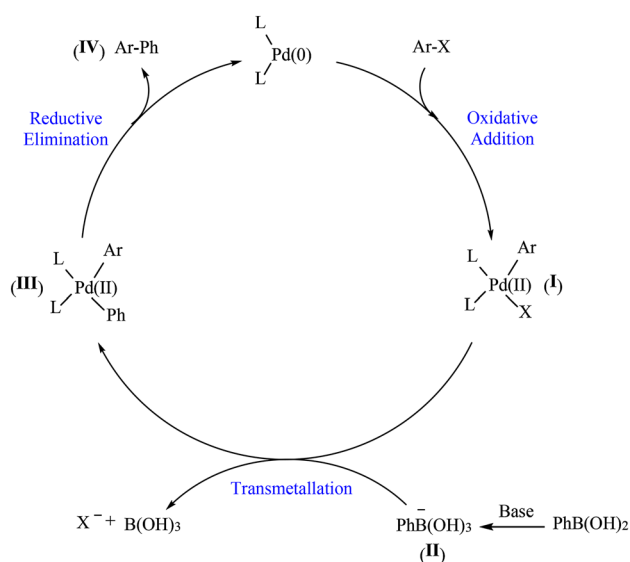 L
(IV) Ar-Ph
Pd(0)
Ar-X
L
Reductive
Elimination
Oxidative
Addition
L
Ar
(III)
Pd(II)
L
Ph
L
Ar
Pd(II)
(I)
L
X
Transmetallation
X⁻ + B(OH)₃
PhB̄(OH)₃
Base
PhB(OH)₂
(II)